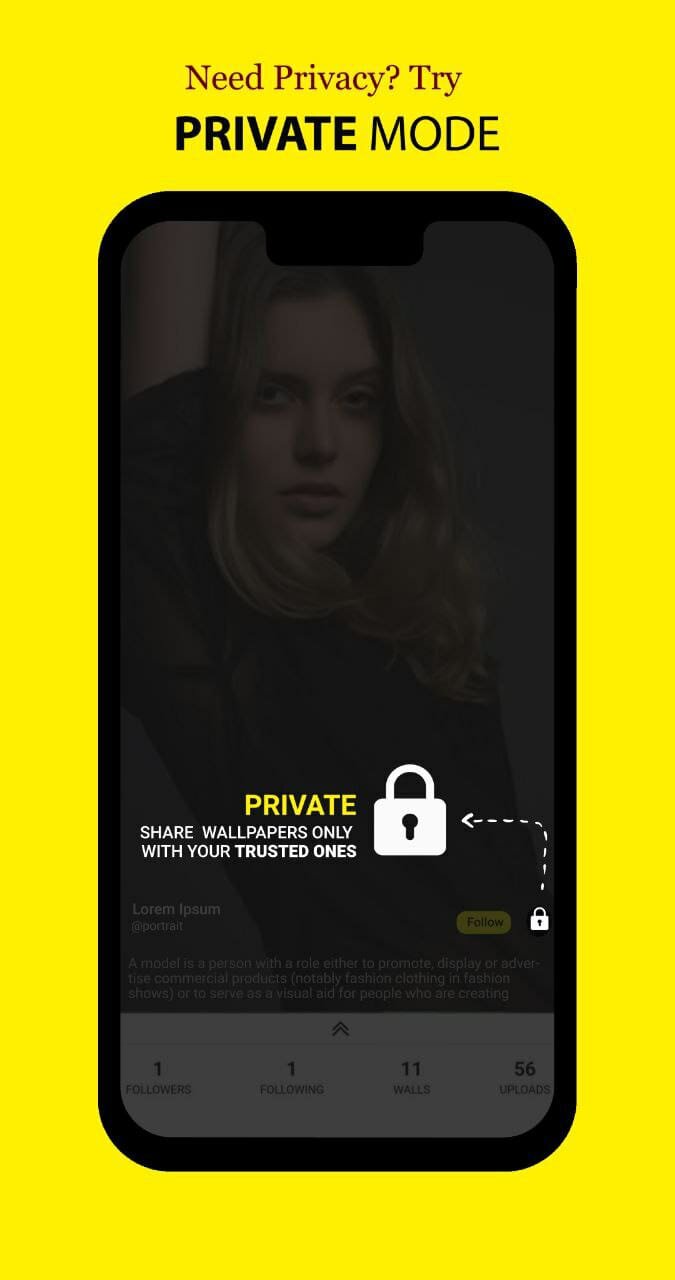 Need Privacy? Try
PRIVATE MODE
PRIVATE
SHARE WALLPAPERS ONLY
WITH YOUR TRUSTED ONES
Lorem Ipsum
@portrait
Follow
A model is a person with a role either to promote, display or adver-
tise commercial products (notably fashion clothing in fashion
shows) or to serve as a visual aid for people who are creating
1 1 11 56
FOLLOWERS FOLLOWING WALLS UPLOADS